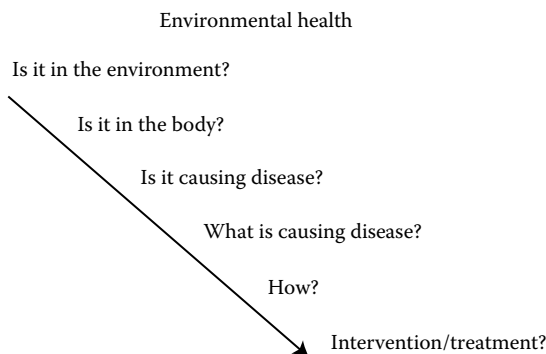 Environmental health
Is it in the environment?
Is it in the body?
Is it causing disease?
What is causing disease?
How?
Intervention/treatment?